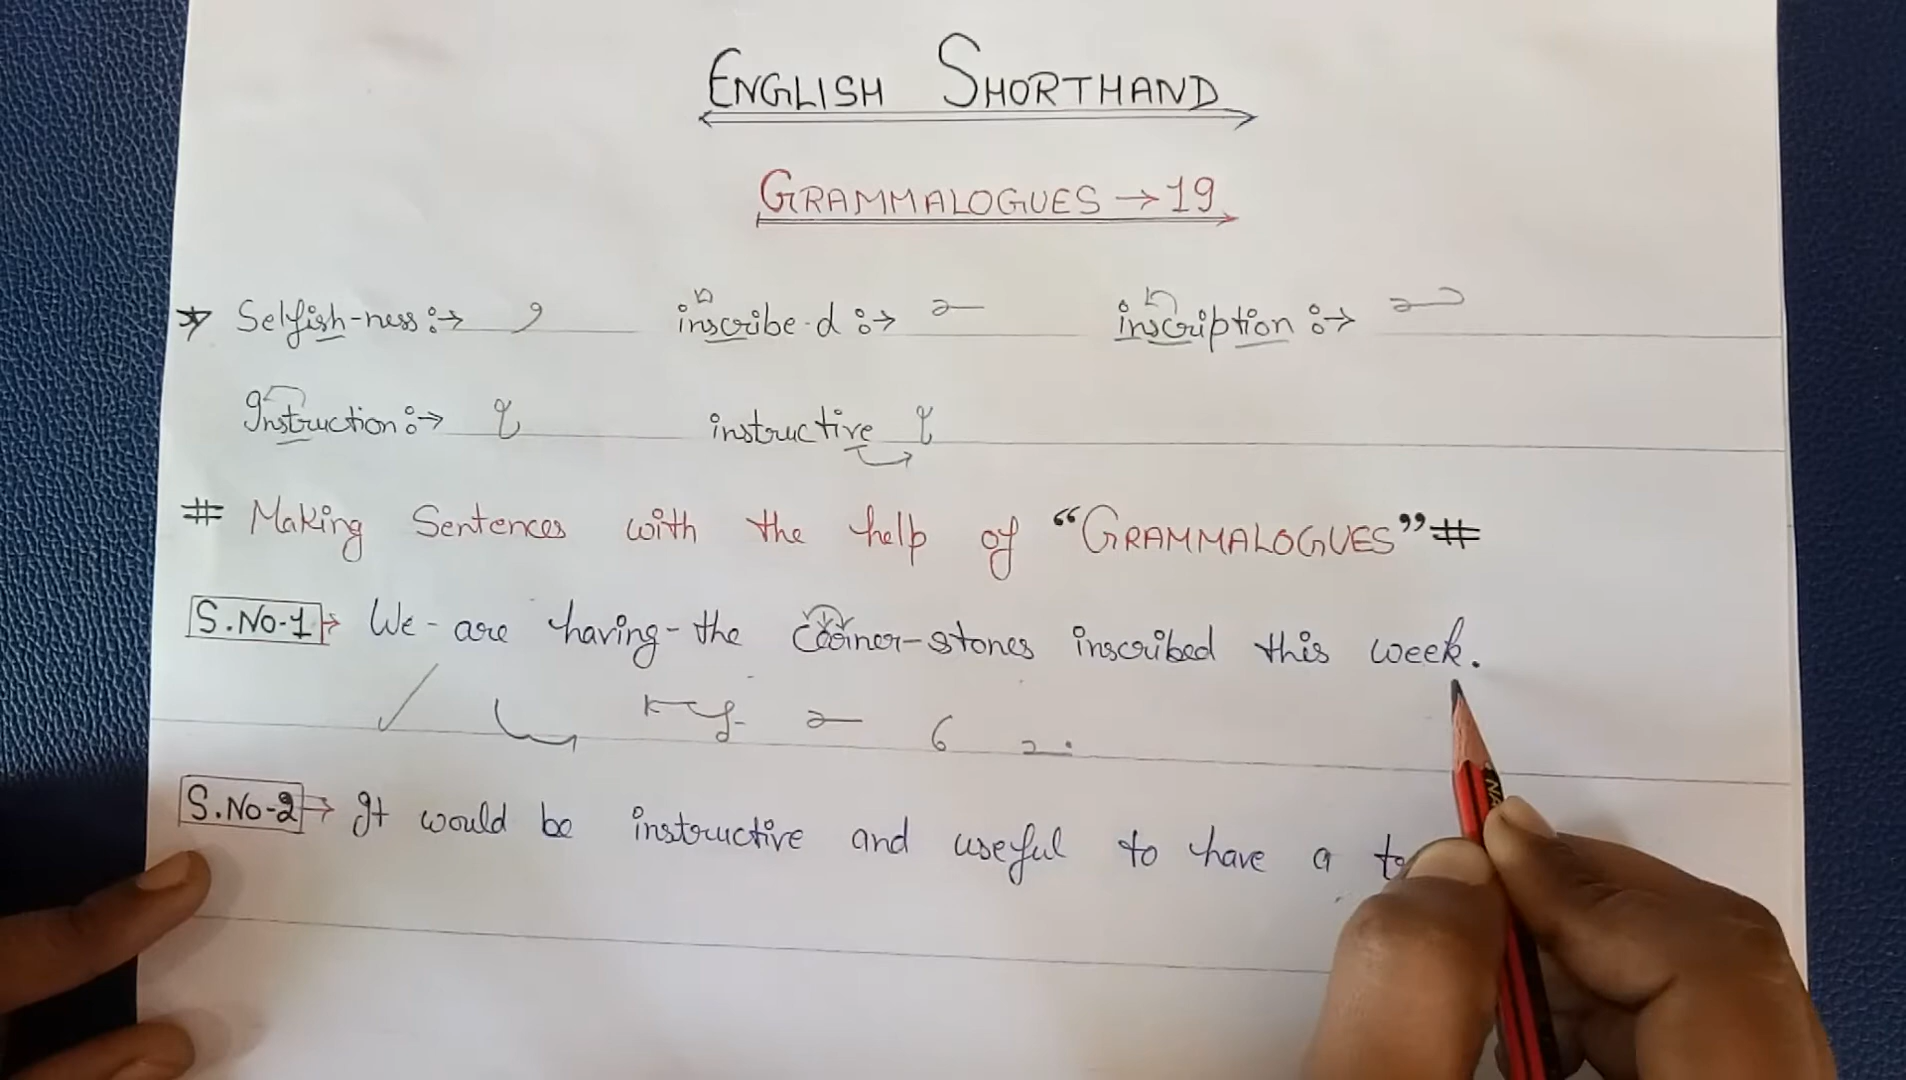 ENGLISH SHORTHAND
GRAMMALOGUES → 19
Selfish-ness :→ inscribe-d :→ inscription :→
Instruction :→ instructive
# Making Sentences with the help of “GRAMMALOGUES” #
S.No-1 → We-are having-the corner-stones inscribed this week.
S.No-2 → It would be instructive and useful to have a